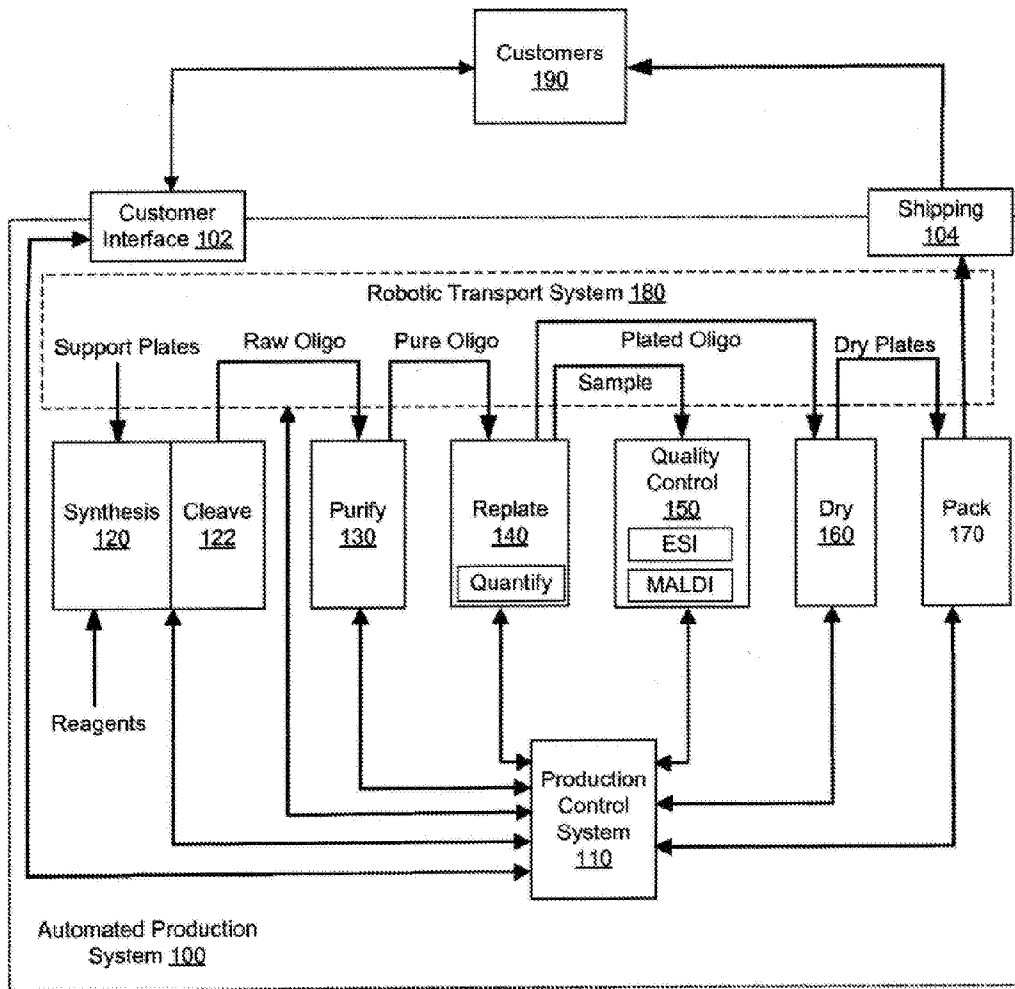 Customers
190
Customer
Interface 102
Shipping
104
Robotic Transport System 180
Support Plates
Raw Oligo
Pure Oligo
Plated Oligo
Dry Plates
Sample
Synthesis
120
Cleave
122
Purify
130
Replate
140
Quantify
Quality
Control
150
ESI
MALDI
Dry
160
Pack
170
Reagents
Production
Control
System
110
Automated Production
System 100